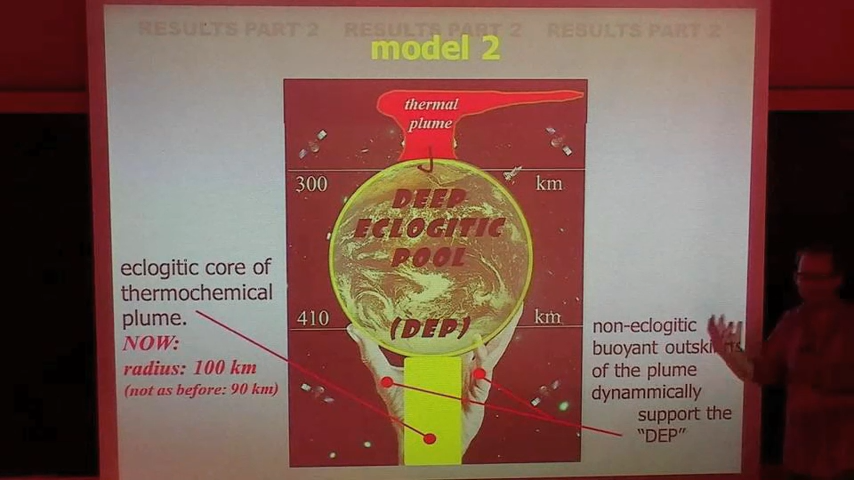 RESULTS PART 2 RESULTS PART 2 RESULTS PART 2
model 2
thermal
plume
300 km
DEEP
ECLOGITIC
POOL
410 km
(DEP)
eclogitic core of
thermochemical
plume.
NOW:
radius: 100 km
(not as before: 90 km)
non-eclogitic
buoyant outskirts
of the plume
dynammically
support the
"DEP"